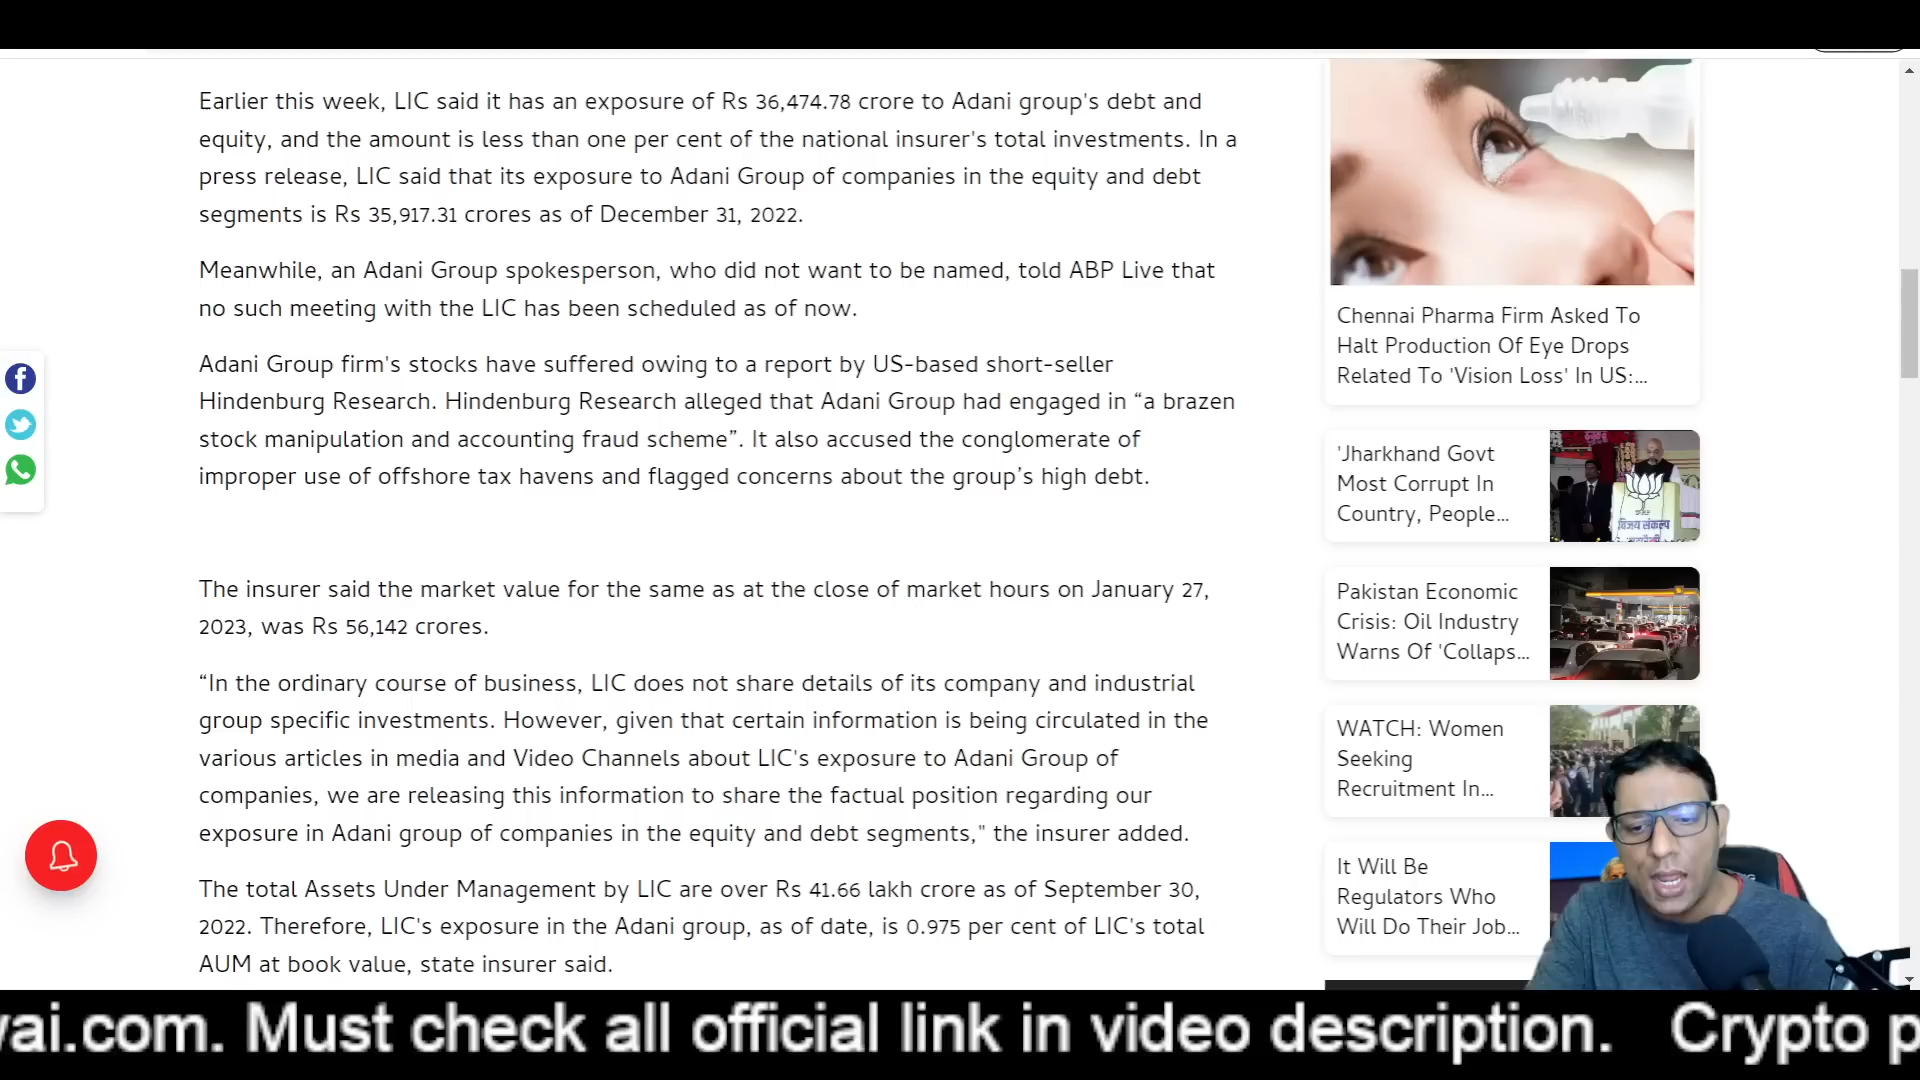 Earlier this week, LIC said it has an exposure of Rs 36,474.78 crore to Adani group's debt and
equity, and the amount is less than one per cent of the national insurer's total investments. In a
press release, LIC said that its exposure to Adani Group of companies in the equity and debt
segments is Rs 35,917.31 crores as of December 31, 2022.
Meanwhile, an Adani Group spokesperson, who did not want to be named, told ABP Live that
no such meeting with the LIC has been scheduled as of now.
Adani Group firm's stocks have suffered owing to a report by US-based short-seller
Hindenburg Research. Hindenburg Research alleged that Adani Group had engaged in “a brazen
stock manipulation and accounting fraud scheme”. It also accused the conglomerate of
improper use of offshore tax havens and flagged concerns about the group’s high debt.
The insurer said the market value for the same as at the close of market hours on January 27,
2023, was Rs 56,142 crores.
“In the ordinary course of business, LIC does not share details of its company and industrial
group specific investments. However, given that certain information is being circulated in the
various articles in media and Video Channels about LIC's exposure to Adani Group of
companies, we are releasing this information to share the factual position regarding our
exposure in Adani group of companies in the equity and debt segments," the insurer added.
The total Assets Under Management by LIC are over Rs 41.66 lakh crore as of September 30,
2022. Therefore, LIC's exposure in the Adani group, as of date, is 0.975 per cent of LIC's total
AUM at book value, state insurer said.
Chennai Pharma Firm Asked To
Halt Production Of Eye Drops
Related To 'Vision Loss' In US:...
'Jharkhand Govt
Most Corrupt In
Country, People...
विजय संकल्प
Pakistan Economic
Crisis: Oil Industry
Warns Of 'Collaps...
WATCH: Women
Seeking
Recruitment In...
It Will Be
Regulators Who
Will Do Their Job...
vai.com. Must check all official link in video description. Crypto p